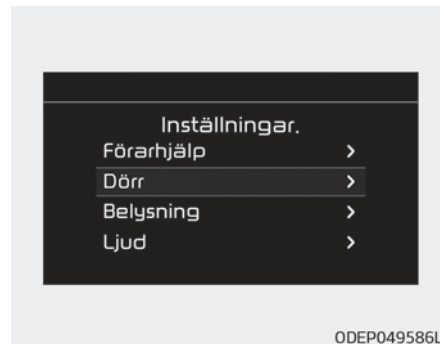 Inställningar.
Förarhjälp >
Dörr >
Belysning >
Ljud >
ODEP049586L